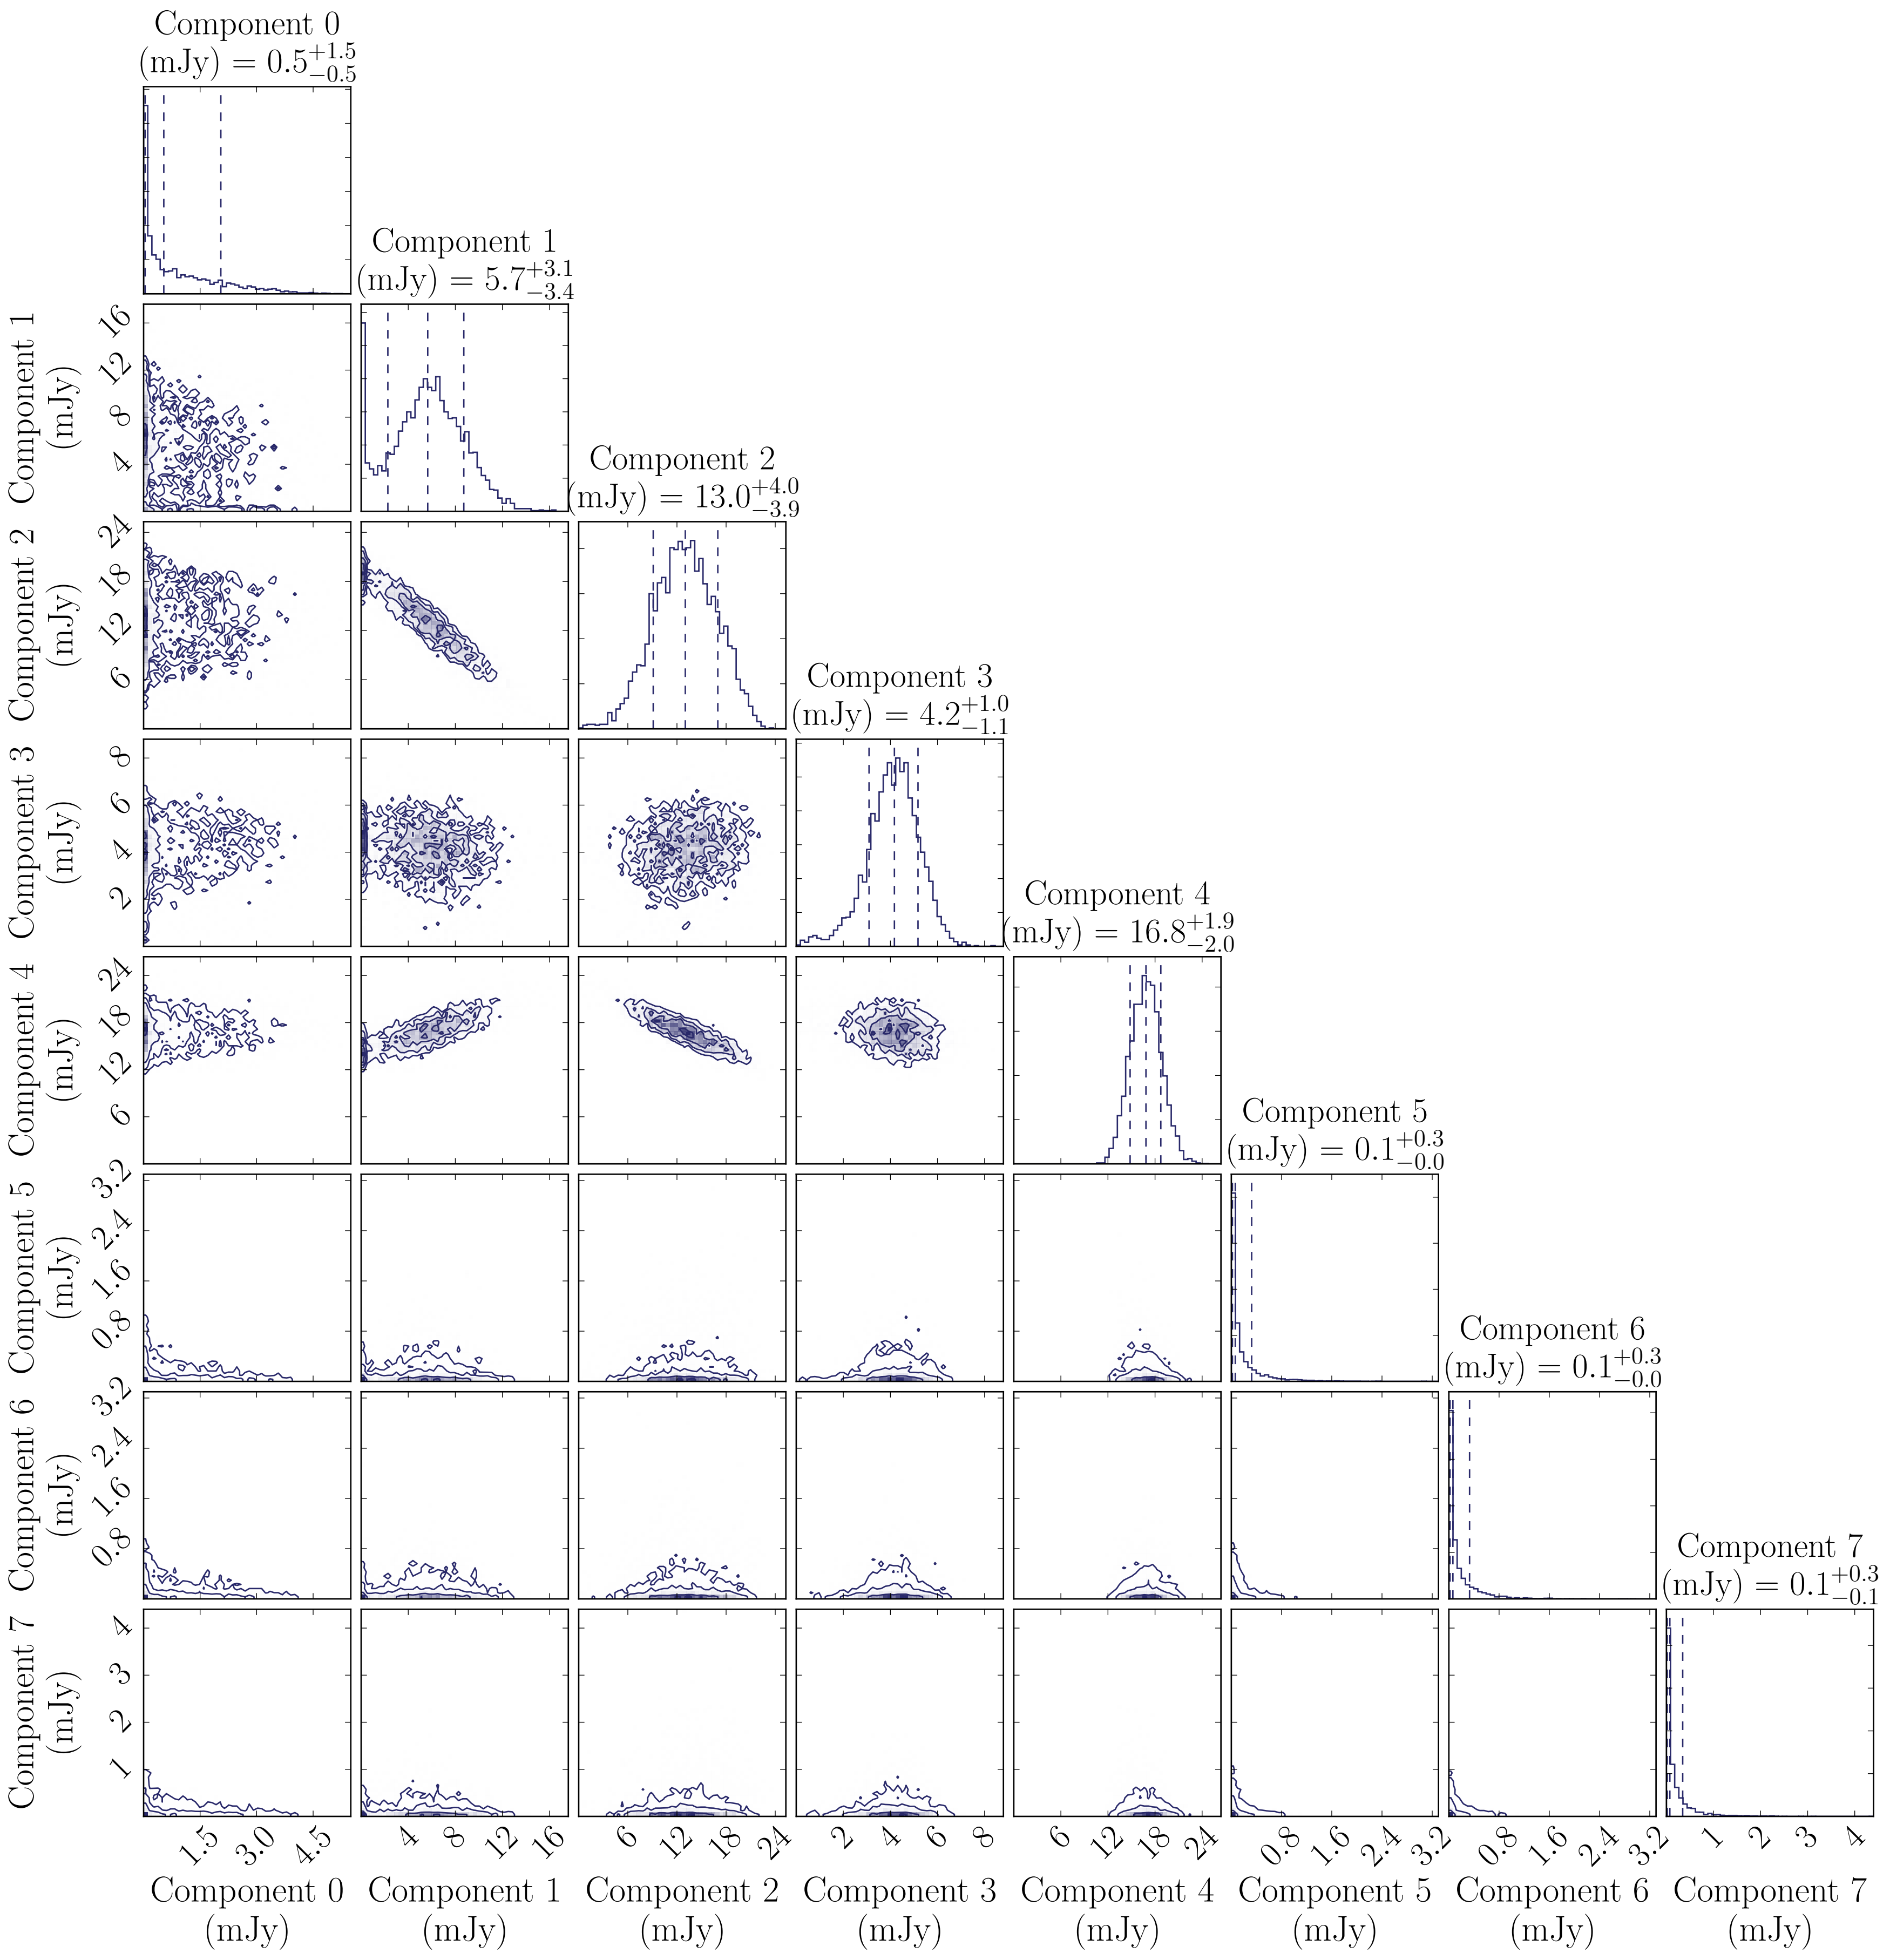 Component 0
(mJy) = 0.5^{+1.5}_{-0.5}
Component 1
(mJy) = 5.7^{+3.1}_{-3.4}
Component 2
(mJy) = 13.0^{+4.0}_{-3.9}
Component 3
(mJy) = 4.2^{+1.0}_{-1.1}
Component 4
(mJy) = 16.8^{+1.9}_{-2.0}
Component 5
(mJy) = 0.1^{+0.3}_{-0.0}
Component 6
(mJy) = 0.1^{+0.3}_{-0.0}
Component 7
(mJy) = 0.1^{+0.3}_{-0.1}
Component 1
(mJy)
16
12
8
4
Component 2
(mJy)
24
18
12
6
Component 3
(mJy)
8
6
4
2
Component 4
(mJy)
24
18
12
6
Component 5
(mJy)
3.2
2.4
1.6
0.8
Component 6
(mJy)
3.2
2.4
1.6
0.8
Component 7
(mJy)
4
3
2
1
1.5 3.0 4.5
4 8 12 16
6 12 18 24
2 4 6 8
6 12 18 24
0.8 1.6 2.4 3.2
0.8 1.6 2.4 3.2
1 2 3 4
Component 0
(mJy)
Component 1
(mJy)
Component 2
(mJy)
Component 3
(mJy)
Component 4
(mJy)
Component 5
(mJy)
Component 6
(mJy)
Component 7
(mJy)